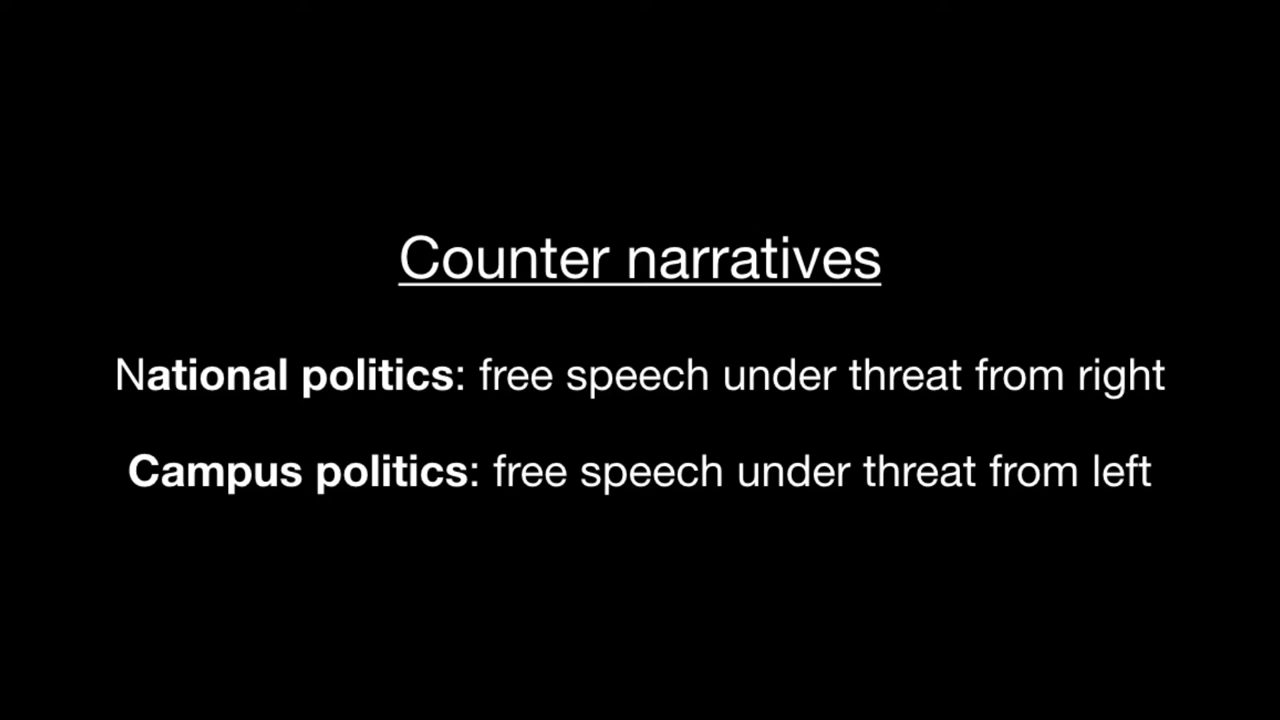 Counter narratives
National politics: free speech under threat from right
Campus politics: free speech under threat from left